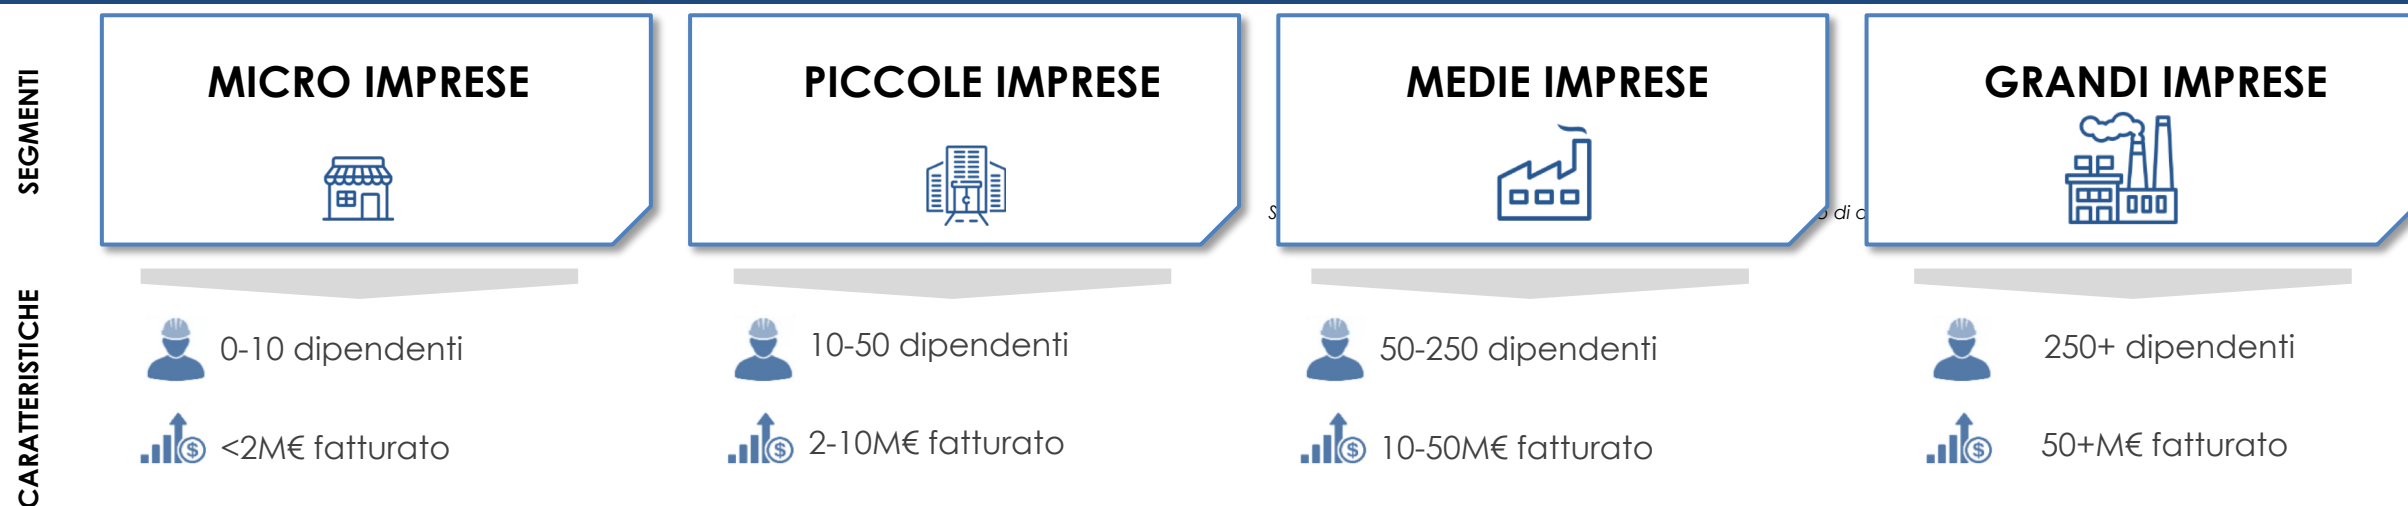 SEGMENTI
MICRO IMPRESE
PICCOLE IMPRESE
MEDIE IMPRESE
GRANDI IMPRESE
di
CARATTERISTICHE
0-10 dipendenti
10-50 dipendenti
50-250 dipendenti
250+ dipendenti
<2M€ fatturato
2-10M€ fatturato
10-50M€ fatturato
50+M€ fatturato